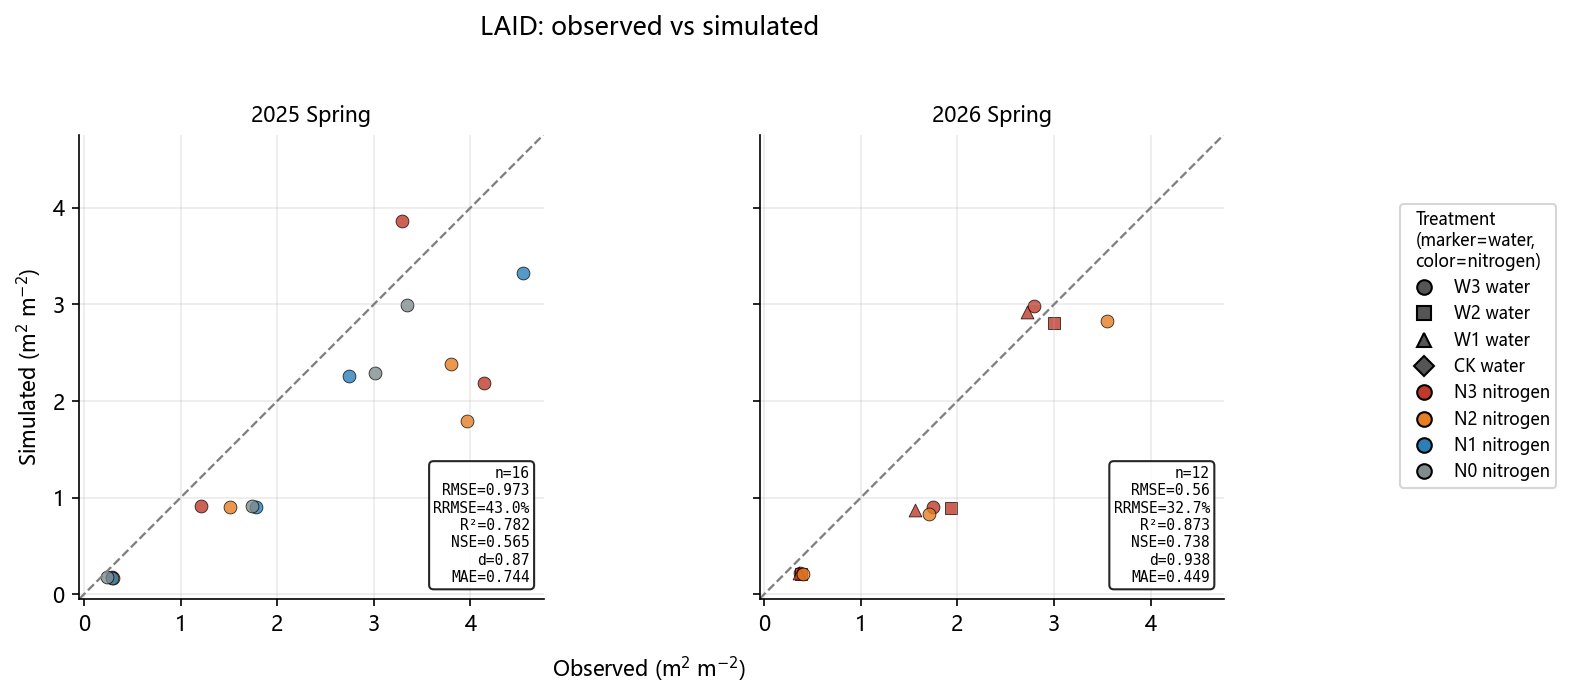 LAID: observed vs simulated
2025 Spring
4
3
2
1
0
0 1 2 3 4
Simulated (m² m⁻²)
n=16
RMSE=0.973
RRMSE=43.0%
R²=0.782
NSE=0.565
d=0.87
MAE=0.744
2026 Spring
0 1 2 3 4
n=12
RMSE=0.56
RRMSE=32.7%
R²=0.873
NSE=0.738
d=0.938
MAE=0.449
Observed (m² m⁻²)
Treatment
(marker=water,
color=nitrogen)
W3 water
W2 water
W1 water
CK water
N3 nitrogen
N2 nitrogen
N1 nitrogen
N0 nitrogen